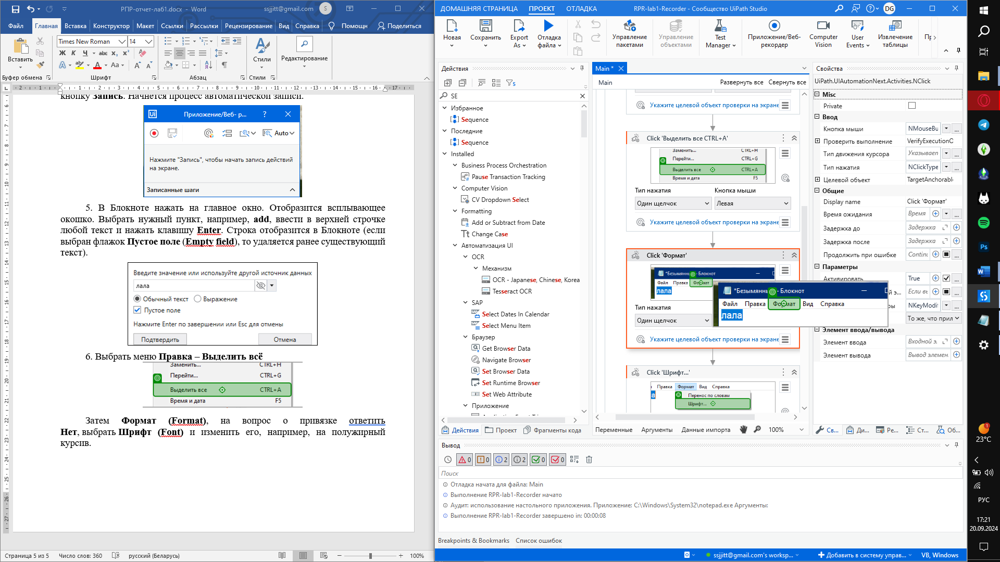 РПР-отчет-лаб1.docx - Word
ssjjitt@gmail.com
S
Файл
Главная
Вставка
Конструктор
Макет
Ссылки
Рассылки
Рецензирование
Вид
Справка
Помощн
Поделиться
Times New Roman
14
Вставить
Ж К Ч abc x₂ x²
Aa
Стили
Редактирование
Буфер обмена
Шрифт
Абзац
Стили
кнопку Запись. Начнется процесс автоматической записи.
Приложение/Веб- р...
Auto
Нажмите "Запись", чтобы начать запись действий
на экране.
Записанные шаги
5. В Блокноте нажать на главное окно. Отобразится всплывающее
окошко. Выбрать нужный пункт, например, add, ввести в верхней строчке
любой текст и нажать клавишу Enter. Строка отобразится в Блокноте (если
выбран флажок Пустое поле (Empty field), то удаляется ранее существующий
текст).
Введите значение или используйте другой источник данных
лала
Обычный текст
Выражение
Пустое поле
Нажмите Enter по завершении или Esc для отмены
Подтвердить
Отмена
6. Выбрать меню Правка – Выделить всё
Заменить... CTRL+H
Перейти... CTRL+G
Выделить все CTRL+A
Время и дата F5
Затем Формат (Format), на вопрос о привязке ответить
Нет, выбрать Шрифт (Font) и изменить его, например, на полужирный
курсив.
Страница 5 из 5
Число слов: 360
русский (Беларусь)
100%
ДОМАШНЯЯ СТРАНИЦА
ПРОЕКТ
ОТЛАДКА
RPR-lab1-Recorder - Сообщество UiPath Studio
DG
Новая
Сохранить
Export As
Отладка файла
Управление пакетами
Управление объектами
Test Manager
Приложение/Веб-рекордер
Computer Vision
User Events
Извлечение таблицы
Пр
Действия
5
SE
Избранное
Sequence
Последние
Sequence
Installed
Business Process Orchestration
Pause Transaction Tracking
Computer Vision
CV Dropdown Select
Formatting
Add or Subtract from Date
Change Case
Автоматизация UI
OCR
Механизм
OCR - Japanese, Chinese, Korea
Tesseract OCR
SAP
Select Dates In Calendar
Select Menu Item
Браузер
Get Browser Data
Navigate Browser
Set Browser Data
Set Runtime Browser
Set Web Attribute
Приложение
Действия
Проект
Фрагменты кода
Main *
Main
Развернуть все
Свернуть все
Укажите целевой объект проверки на экране
Click 'Выделить все CTRL+A'
Заменить... CTRL+H
Перейти... CTRL+G
Выделить все CTRL+A
Время и дата F5
Тип нажатия
Кнопка мыши
Один щелчок
Левая
Укажите целевой объект проверки на экране
Click 'Формат'
*Безымянн - Блокнот
Файл Правка Формат
лала
*Безымянн - Блокнот
Файл Правка Формат Вид Справка
лала
Тип нажатия
Один щелчок
Укажите целевой объект проверки на экране
Click 'Шрифт...'
Правка Формат Вид Справка
Перенос по словам
Шрифт...
Переменные
Аргументы
Данные импорта
100%
Свойства
UiPath.UIAutomationNext.Activities.NClick
Misc
Private
Ввод
Кнопка мыши NMouseBu
Проверить выполнение VerifyExecutionO
Тип движения курсора Указывает
Тип нажатия NClickType
Целевой объект TargetAnchorable
Общие
Display name Click 'Формат'
Время ожидания Время
Задержка до Задержка
Задержка после Задержка
Продолжить при ошибке Contin
Параметры
Активировать True
й э... Если вы
ры NKeyModif
То же, что прил
Элемент ввода/вывода
Элемент ввода Входной э.
Элемент вывода Вывод элемен
Св...
Ди...
Ре...
Ст...
Об...
Вывод
0 0 2 2 0 0
Поиск
Отладка начата для файла: Main
Выполнение RPR-lab1-Recorder начато
Аудит: использование настольного приложения. Приложение: C:\Windows\System32\notepad.exe Аргументы:
Выполнение RPR-lab1-Recorder завершено in: 00:00:08
Breakpoints & Bookmarks
Список ошибок
ssjjitt@gmail.com's worksp...
Добавить в систему управ...
VB, Windows
Ps
1
23°C
РУС
17:21
20.09.2024